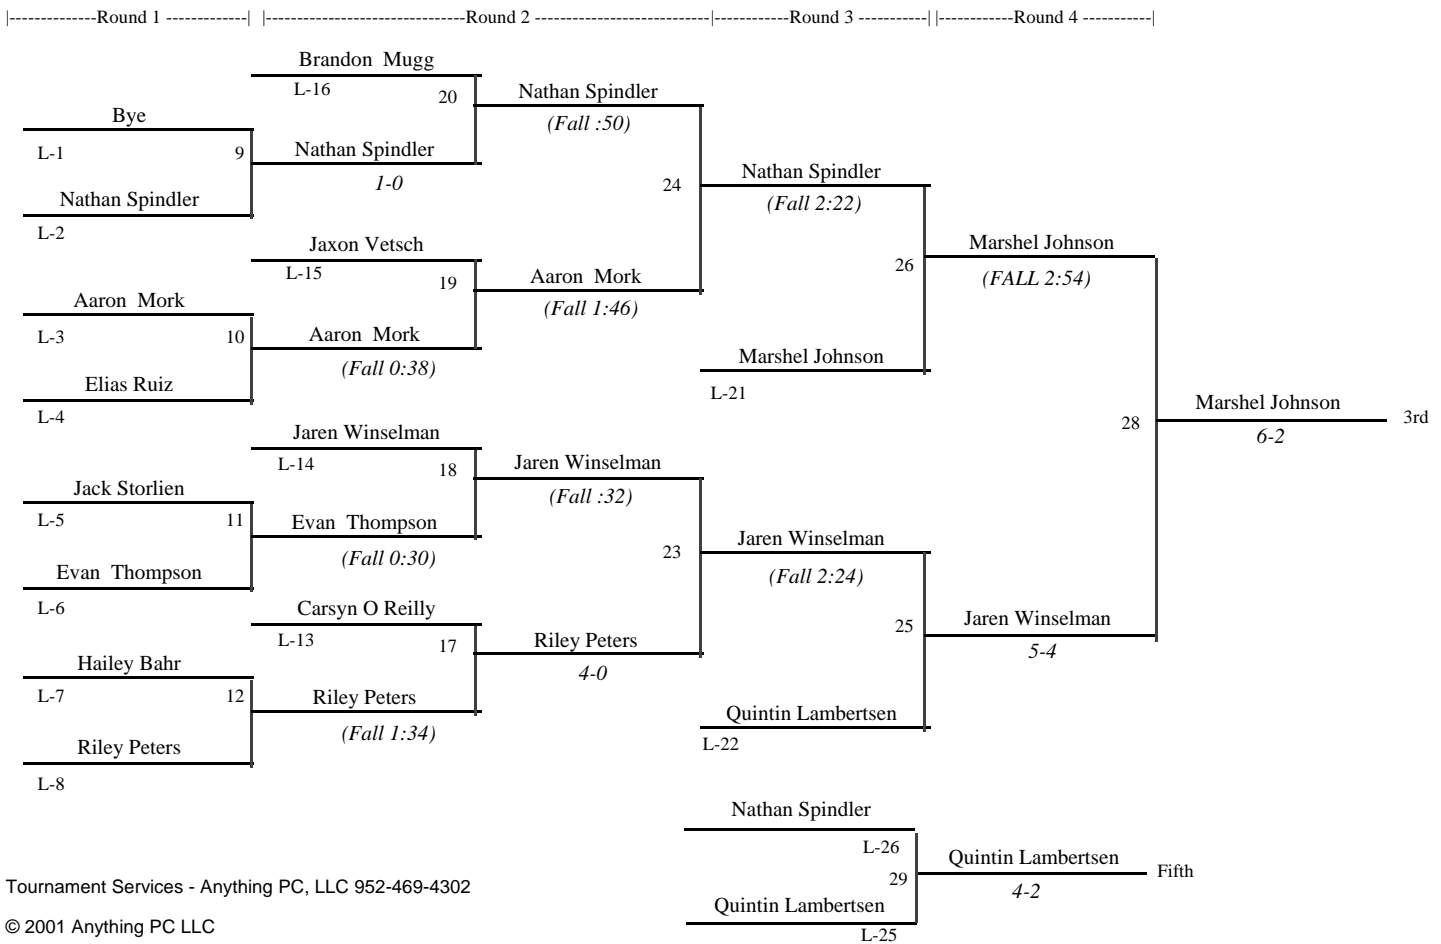 |-------------Round 1 -------------| |-----------------------------Round 2 -------------------------|------------Round 3 ----------| |-----------Round 4 ----------|
Brandon Mugg
L-16
20
Nathan Spindler
(Fall :50)
Bye
L-1
9
Nathan Spindler
1-0
Nathan Spindler
L-2
24
Nathan Spindler
(Fall 2:22)
Jaxon Vetsch
L-15
19
Aaron Mork
(Fall 1:46)
Aaron Mork
L-3
10
Aaron Mork
(Fall 0:38)
Elias Ruiz
L-4
26
Marshel Johnson
(FALL 2:54)
Marshel Johnson
L-21
28
Marshel Johnson
6-2
3rd
Jaren Winselman
L-14
18
Jaren Winselman
(Fall :32)
Jack Storlien
L-5
11
Evan Thompson
(Fall 0:30)
Evan Thompson
L-6
23
Jaren Winselman
(Fall 2:24)
Carsyn O Reilly
L-13
17
Riley Peters
4-0
Hailey Bahr
L-7
12
Riley Peters
(Fall 1:34)
Riley Peters
L-8
25
Jaren Winselman
5-4
Quintin Lambertsen
L-22
Nathan Spindler
L-26
29
Quintin Lambertsen
4-2
Fifth
Quintin Lambertsen
L-25
Tournament Services - Anything PC, LLC 952-469-4302
© 2001 Anything PC LLC